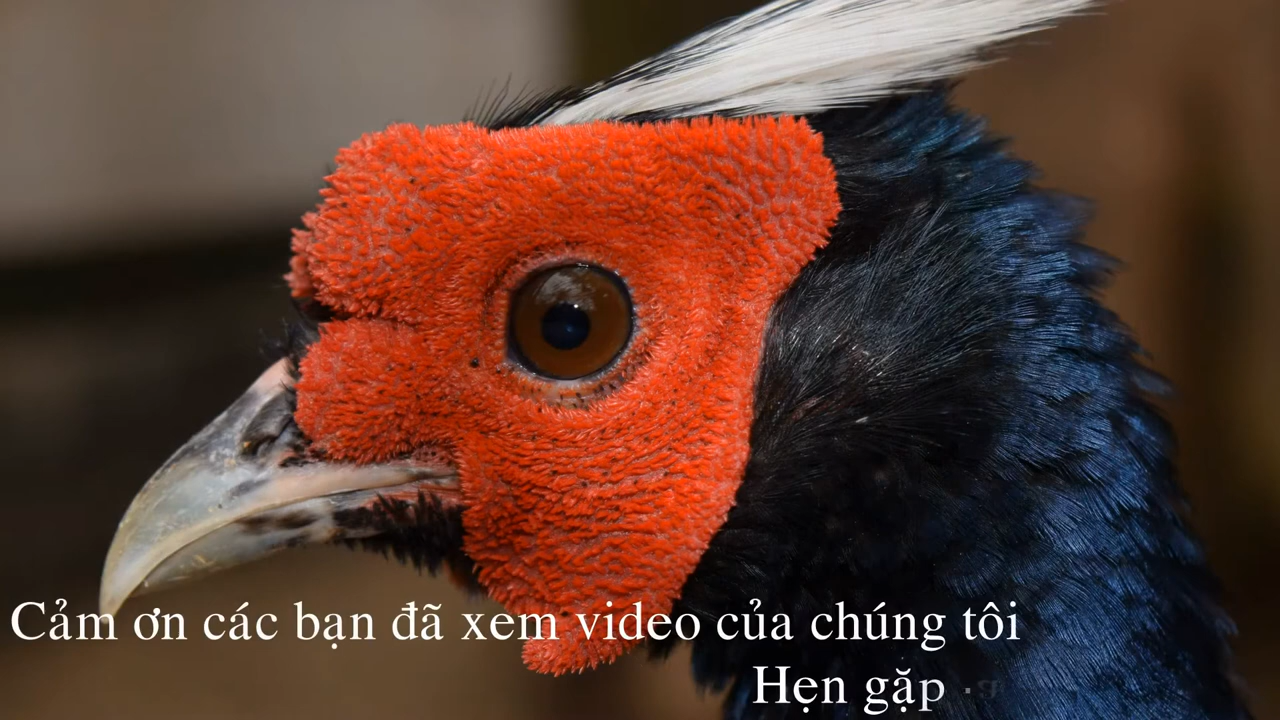 Cảm ơn các bạn đã xem video của chúng tôi
Hẹn gặp